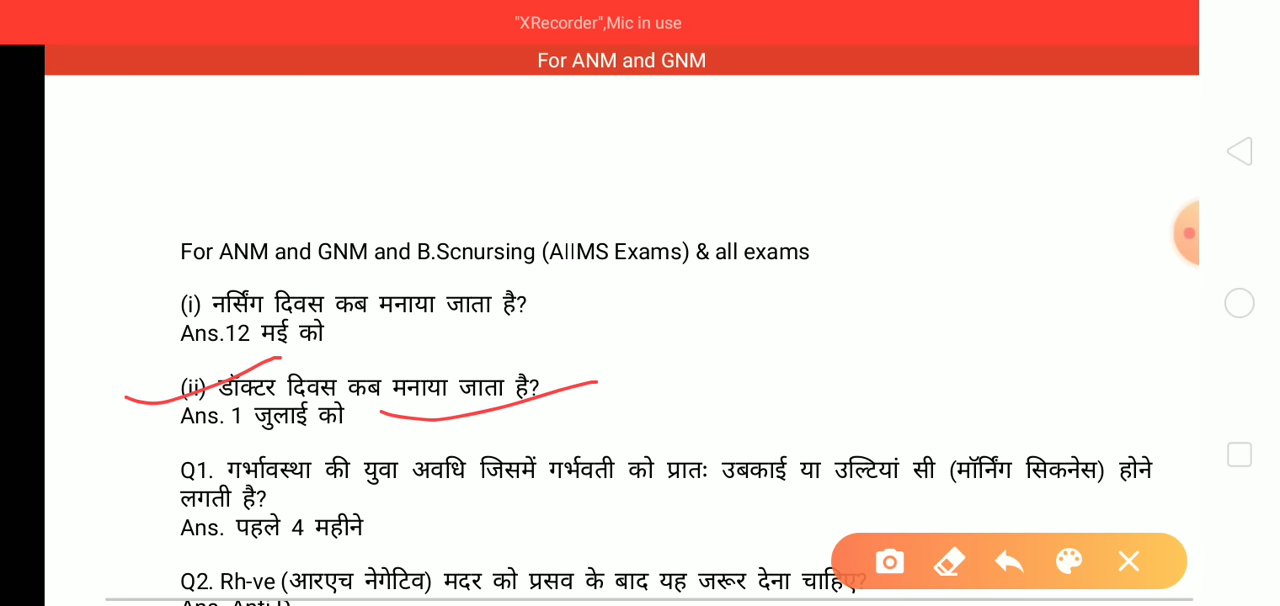 "XRecorder",Mic in use
For ANM and GNM
For ANM and GNM and B.Scnursing (AIIMS Exams) & all exams
(i) नर्सिंग दिवस कब मनाया जाता है?
Ans.12 मई को
(ii) डॉक्टर दिवस कब मनाया जाता है?
Ans. 1 जुलाई को
Q1. गर्भावस्था की युवा अवधि जिसमें गर्भवती को प्रातः उबकाई या उल्टियां सी (मॉर्निंग सिकनेस) होने
लगती है?
Ans. पहले 4 महीने
Q2. Rh-ve (आरएच नेगेटिव) मदर को प्रसव के बाद यह जरूर देना चाहिए?
Ans. Anti D